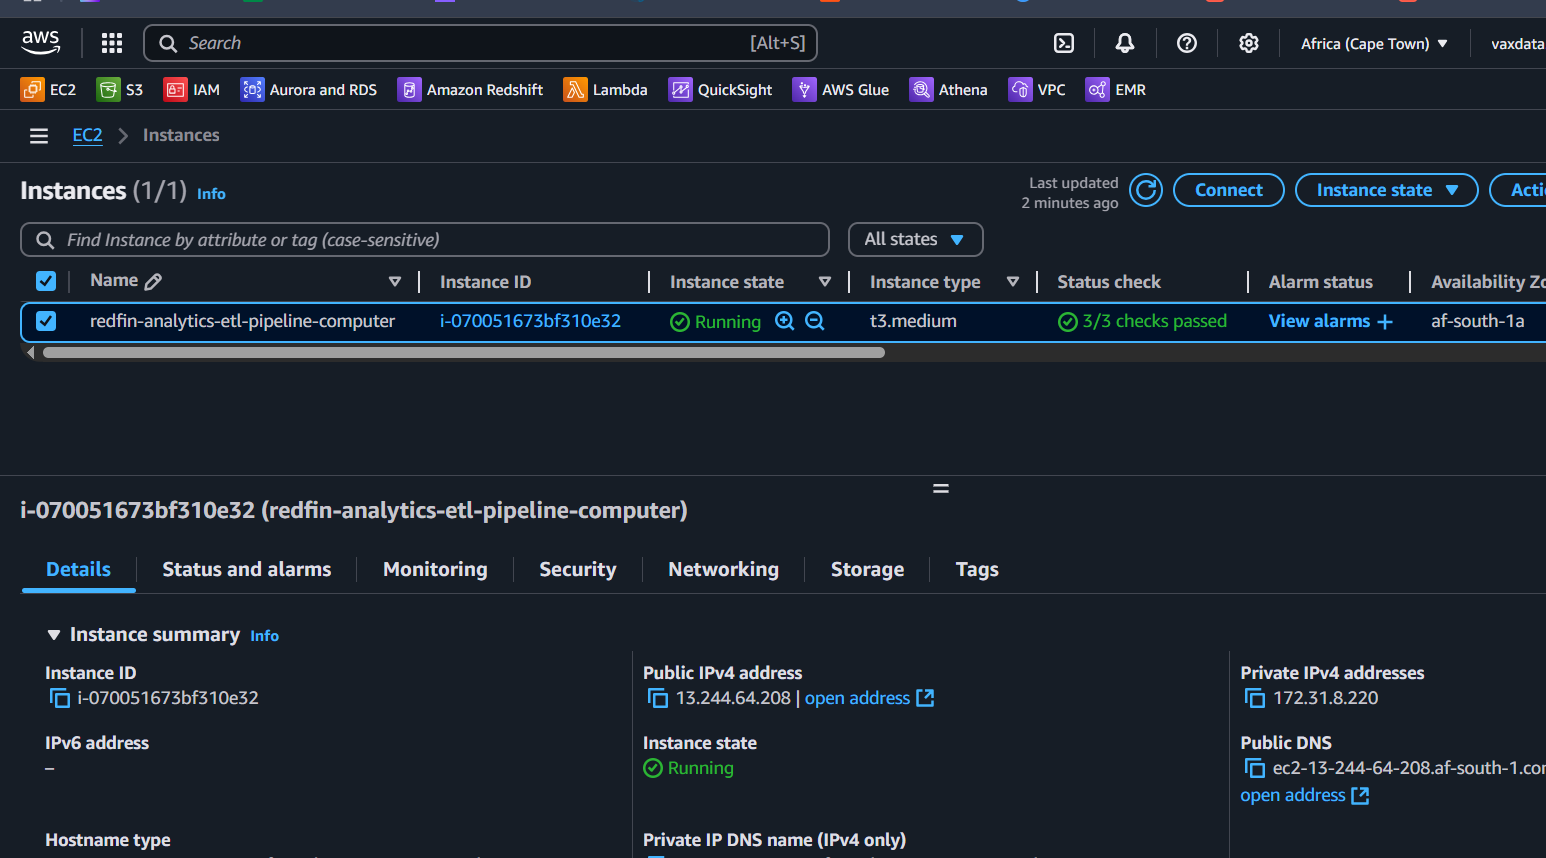 aws
Search [Alt+S] Africa (Cape Town) vaxdata
EC2 S3 IAM Aurora and RDS Amazon Redshift Lambda QuickSight AWS Glue Athena VPC EMR
EC2 Instances
Instances (1/1) Info
Last updated
2 minutes ago
Connect Instance state Acti
Find Instance by attribute or tag (case-sensitive) All states
Name Instance ID Instance state Instance type Status check Alarm status Availability Zo
redfin-analytics-etl-pipeline-computer i-070051673bf310e32 Running t3.medium 3/3 checks passed View alarms + af-south-1a
i-070051673bf310e32 (redfin-analytics-etl-pipeline-computer)
Details Status and alarms Monitoring Security Networking Storage Tags
Instance summary Info
Instance ID
i-070051673bf310e32
Public IPv4 address
13.244.64.208 | open address
Private IPv4 addresses
172.31.8.220
IPv6 address
–
Instance state
Running
Public DNS
ec2-13-244-64-208.af-south-1.con
open address
Hostname type
Private IP DNS name (IPv4 only)